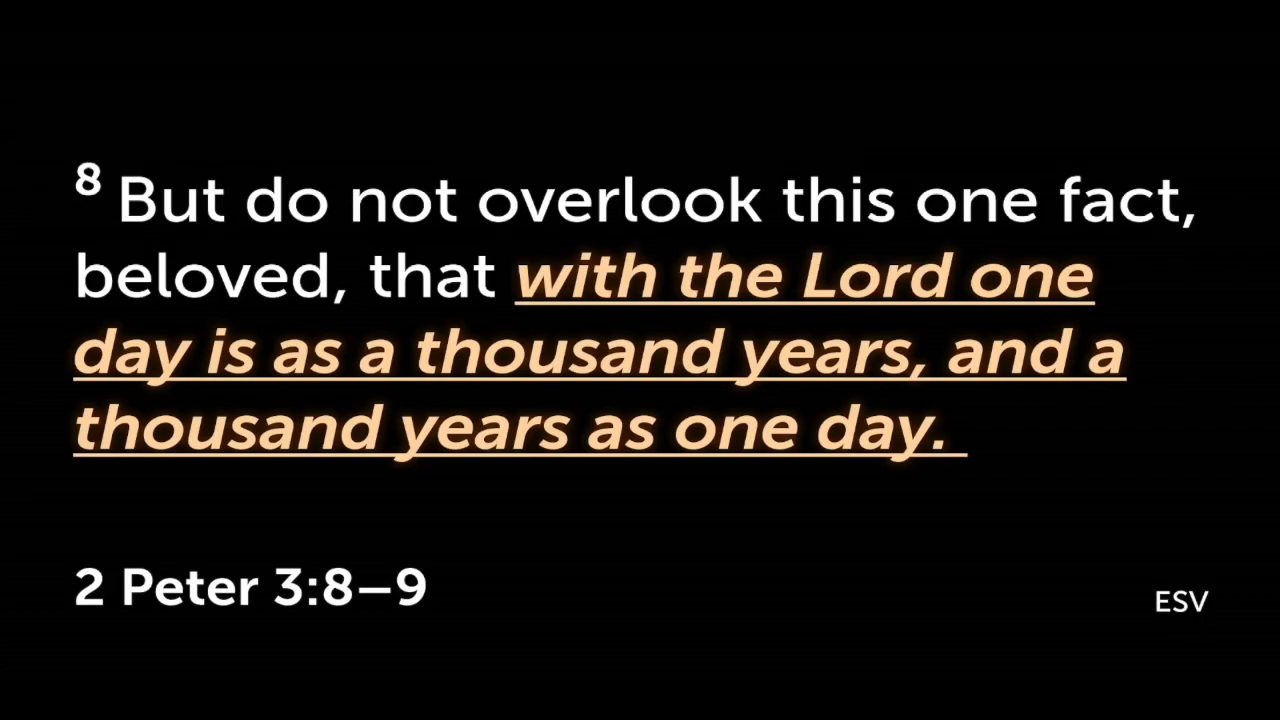 8 But do not overlook this one fact,
beloved, that with the Lord one
day is as a thousand years, and a
thousand years as one day.
2 Peter 3:8–9
ESV